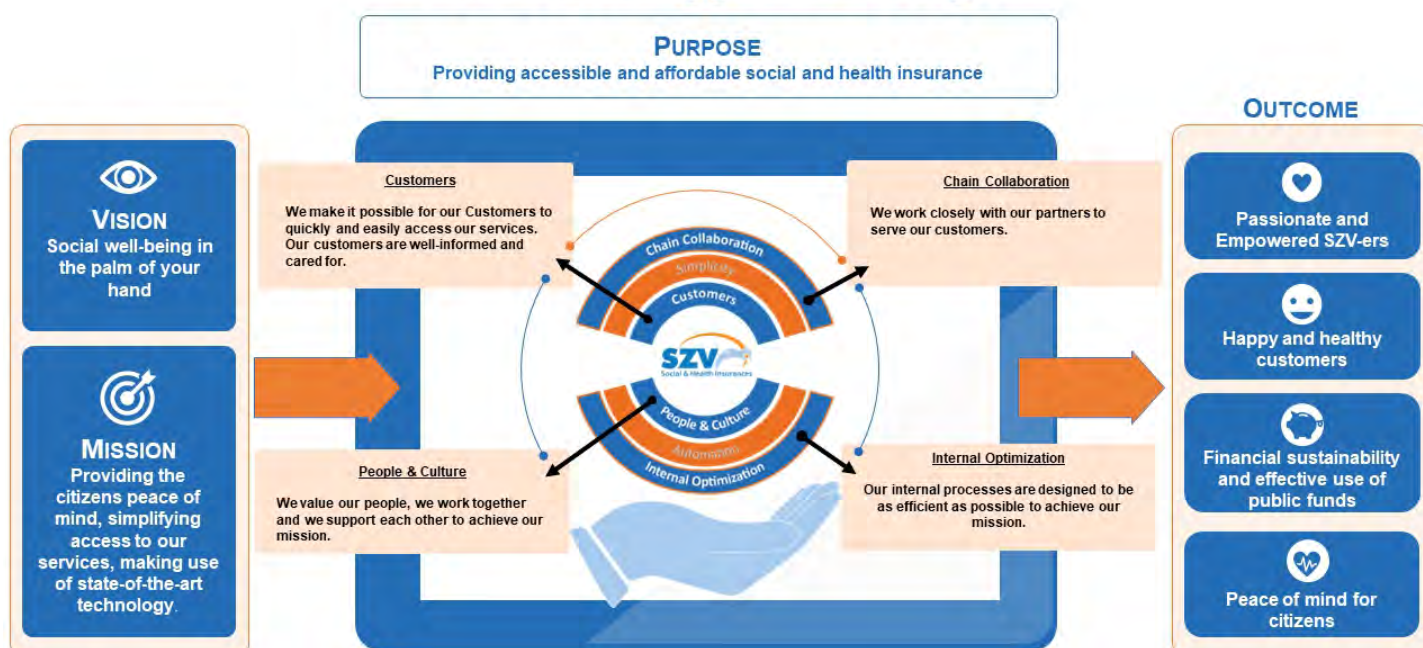 PURPOSE
Providing accessible and affordable social and health insurance
VISION
Social well-being in
the palm of your
hand
MISSION
Providing the
citizens peace of
mind, simplifying
access to our
services, making use
of state-of-the-art
technology.
Customers
We make it possible for our Customers to
quickly and easily access our services.
Our customers are well-informed and
cared for.
Chain Collaboration
We work closely with our partners to
serve our customers.
Chain Collaboration
Simplicity
Customers
SZV
Social & Health Insurances
People & Culture
Internal Optimization
People & Culture
We value our people, we work together
and we support each other to achieve our
mission.
Internal Optimization
Our internal processes are designed to be
as efficient as possible to achieve our
mission.
OUTCOME
Passionate and
Empowered SZV-ers
Happy and healthy
customers
Financial sustainability
and effective use of
public funds
Peace of mind for
citizens